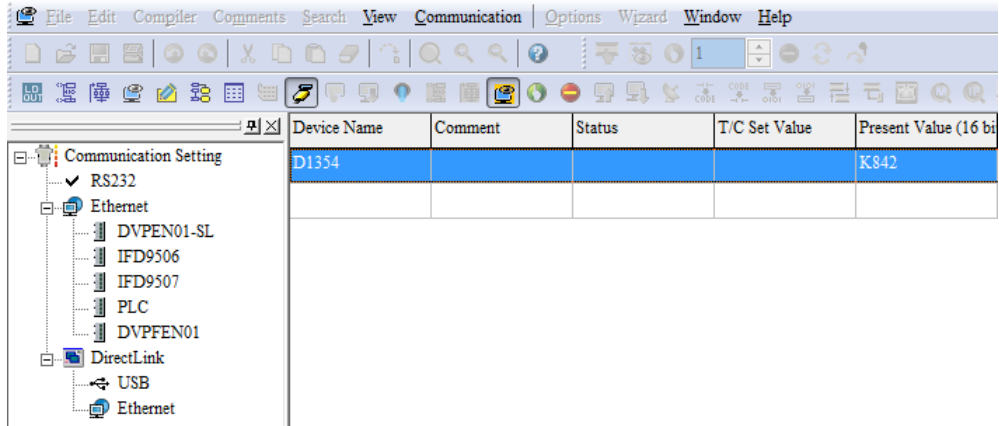 File Edit Compiler Comments Search View Communication Options Wizard Window Help
1
Device Name Comment Status T/C Set Value Present Value (16 bi
D1354 K842
Communication Setting
RS232
Ethernet
DVPEN01-SL
IFD9506
IFD9507
PLC
DVPFEN01
DirectLink
USB
Ethernet